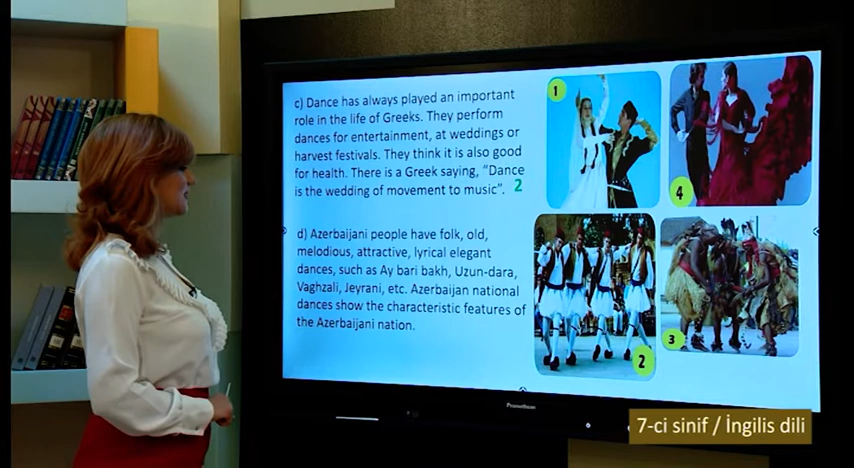 c) Dance has always played an important
role in the life of Greeks. They perform
dances for entertainment, at weddings or
harvest festivals. They think it is also good
for health. There is a Greek saying, “Dance
is the wedding of movement to music”. 2
d) Azerbaijani people have folk, old,
melodious, attractive, lyrical elegant
dances, such as Ay bari bakh, Uzun-dara,
Vaghzali, Jeyrani, etc. Azerbaijan national
dances show the characteristic features of
the Azerbaijani nation.
1
4
2
3
Promethean
7-ci sinif / İngilis dili